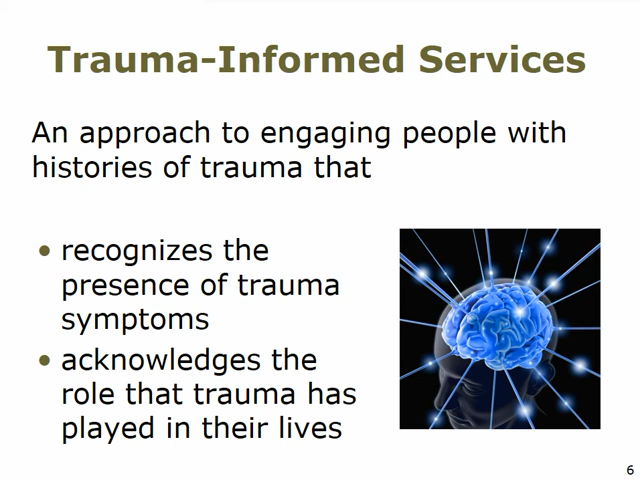 Trauma-Informed Services
An approach to engaging people with
histories of trauma that
• recognizes the
presence of trauma
symptoms
• acknowledges the
role that trauma has
played in their lives
6